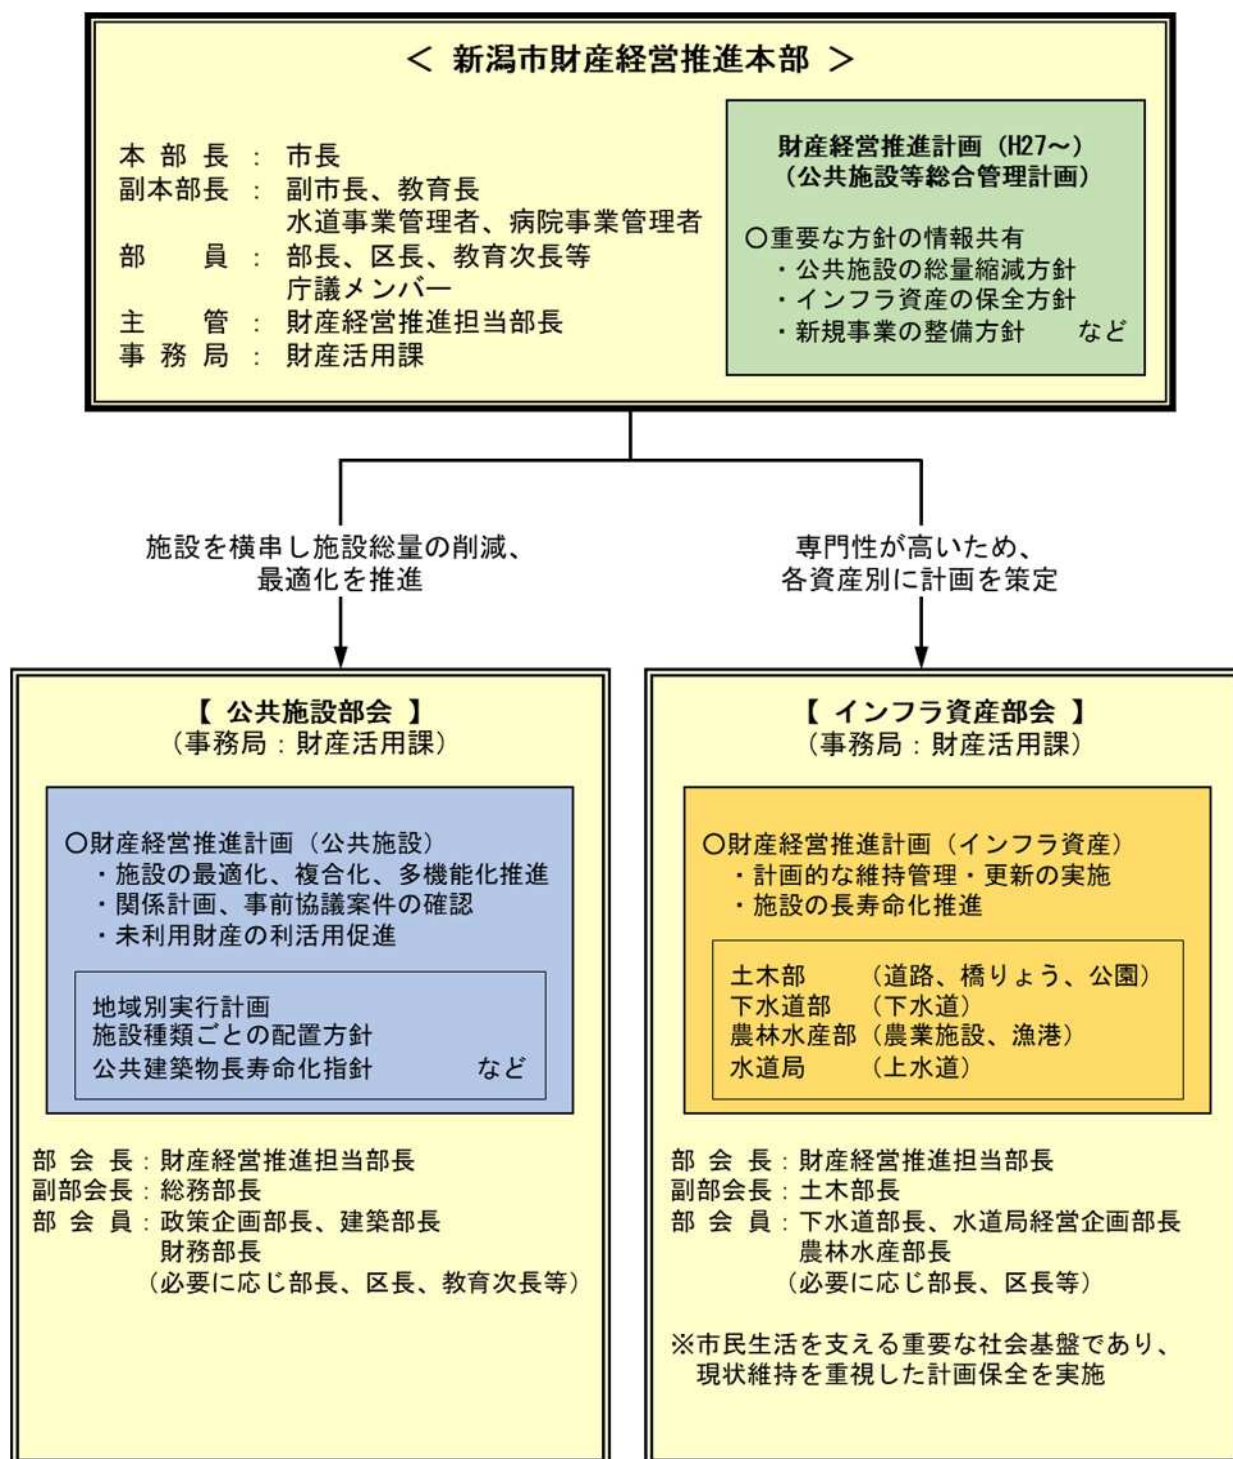 ＜ 新潟市財産経営推進本部 ＞
本 部 長 ： 市長
副本部長 ： 副市長、教育長
水道事業管理者、病院事業管理者
部　　員 ： 部長、区長、教育次長等
庁議メンバー
主　　管 ： 財産経営推進担当部長
事 務 局 ： 財産活用課
財産経営推進計画（H27～）
（公共施設等総合管理計画）
○重要な方針の情報共有
・公共施設の総量縮減方針
・インフラ資産の保全方針
・新規事業の整備方針　　など
施設を横串し施設総量の削減、
最適化を推進
専門性が高いため、
各資産別に計画を策定
【 公共施設部会 】
（事務局：財産活用課）
○財産経営推進計画（公共施設）
・施設の最適化、複合化、多機能化推進
・関係計画、事前協議案件の確認
・未利用財産の利活用促進
地域別実行計画
施設種類ごとの配置方針
公共建築物長寿命化指針　　　　など
部 会 長：財産経営推進担当部長
副部会長：総務部長
部 会 員：政策企画部長、建築部長
財務部長
（必要に応じ部長、区長、教育次長等）
【 インフラ資産部会 】
（事務局：財産活用課）
○財産経営推進計画（インフラ資産）
・計画的な維持管理・更新の実施
・施設の長寿命化推進
土木部　　（道路、橋りょう、公園）
下水道部　（下水道）
農林水産部（農業施設、漁港）
水道局　　（上水道）
部 会 長：財産経営推進担当部長
副部会長：土木部長
部 会 員：下水道部長、水道局経営企画部長
農林水産部長
（必要に応じ部長、区長等）
※市民生活を支える重要な社会基盤であり、
現状維持を重視した計画保全を実施